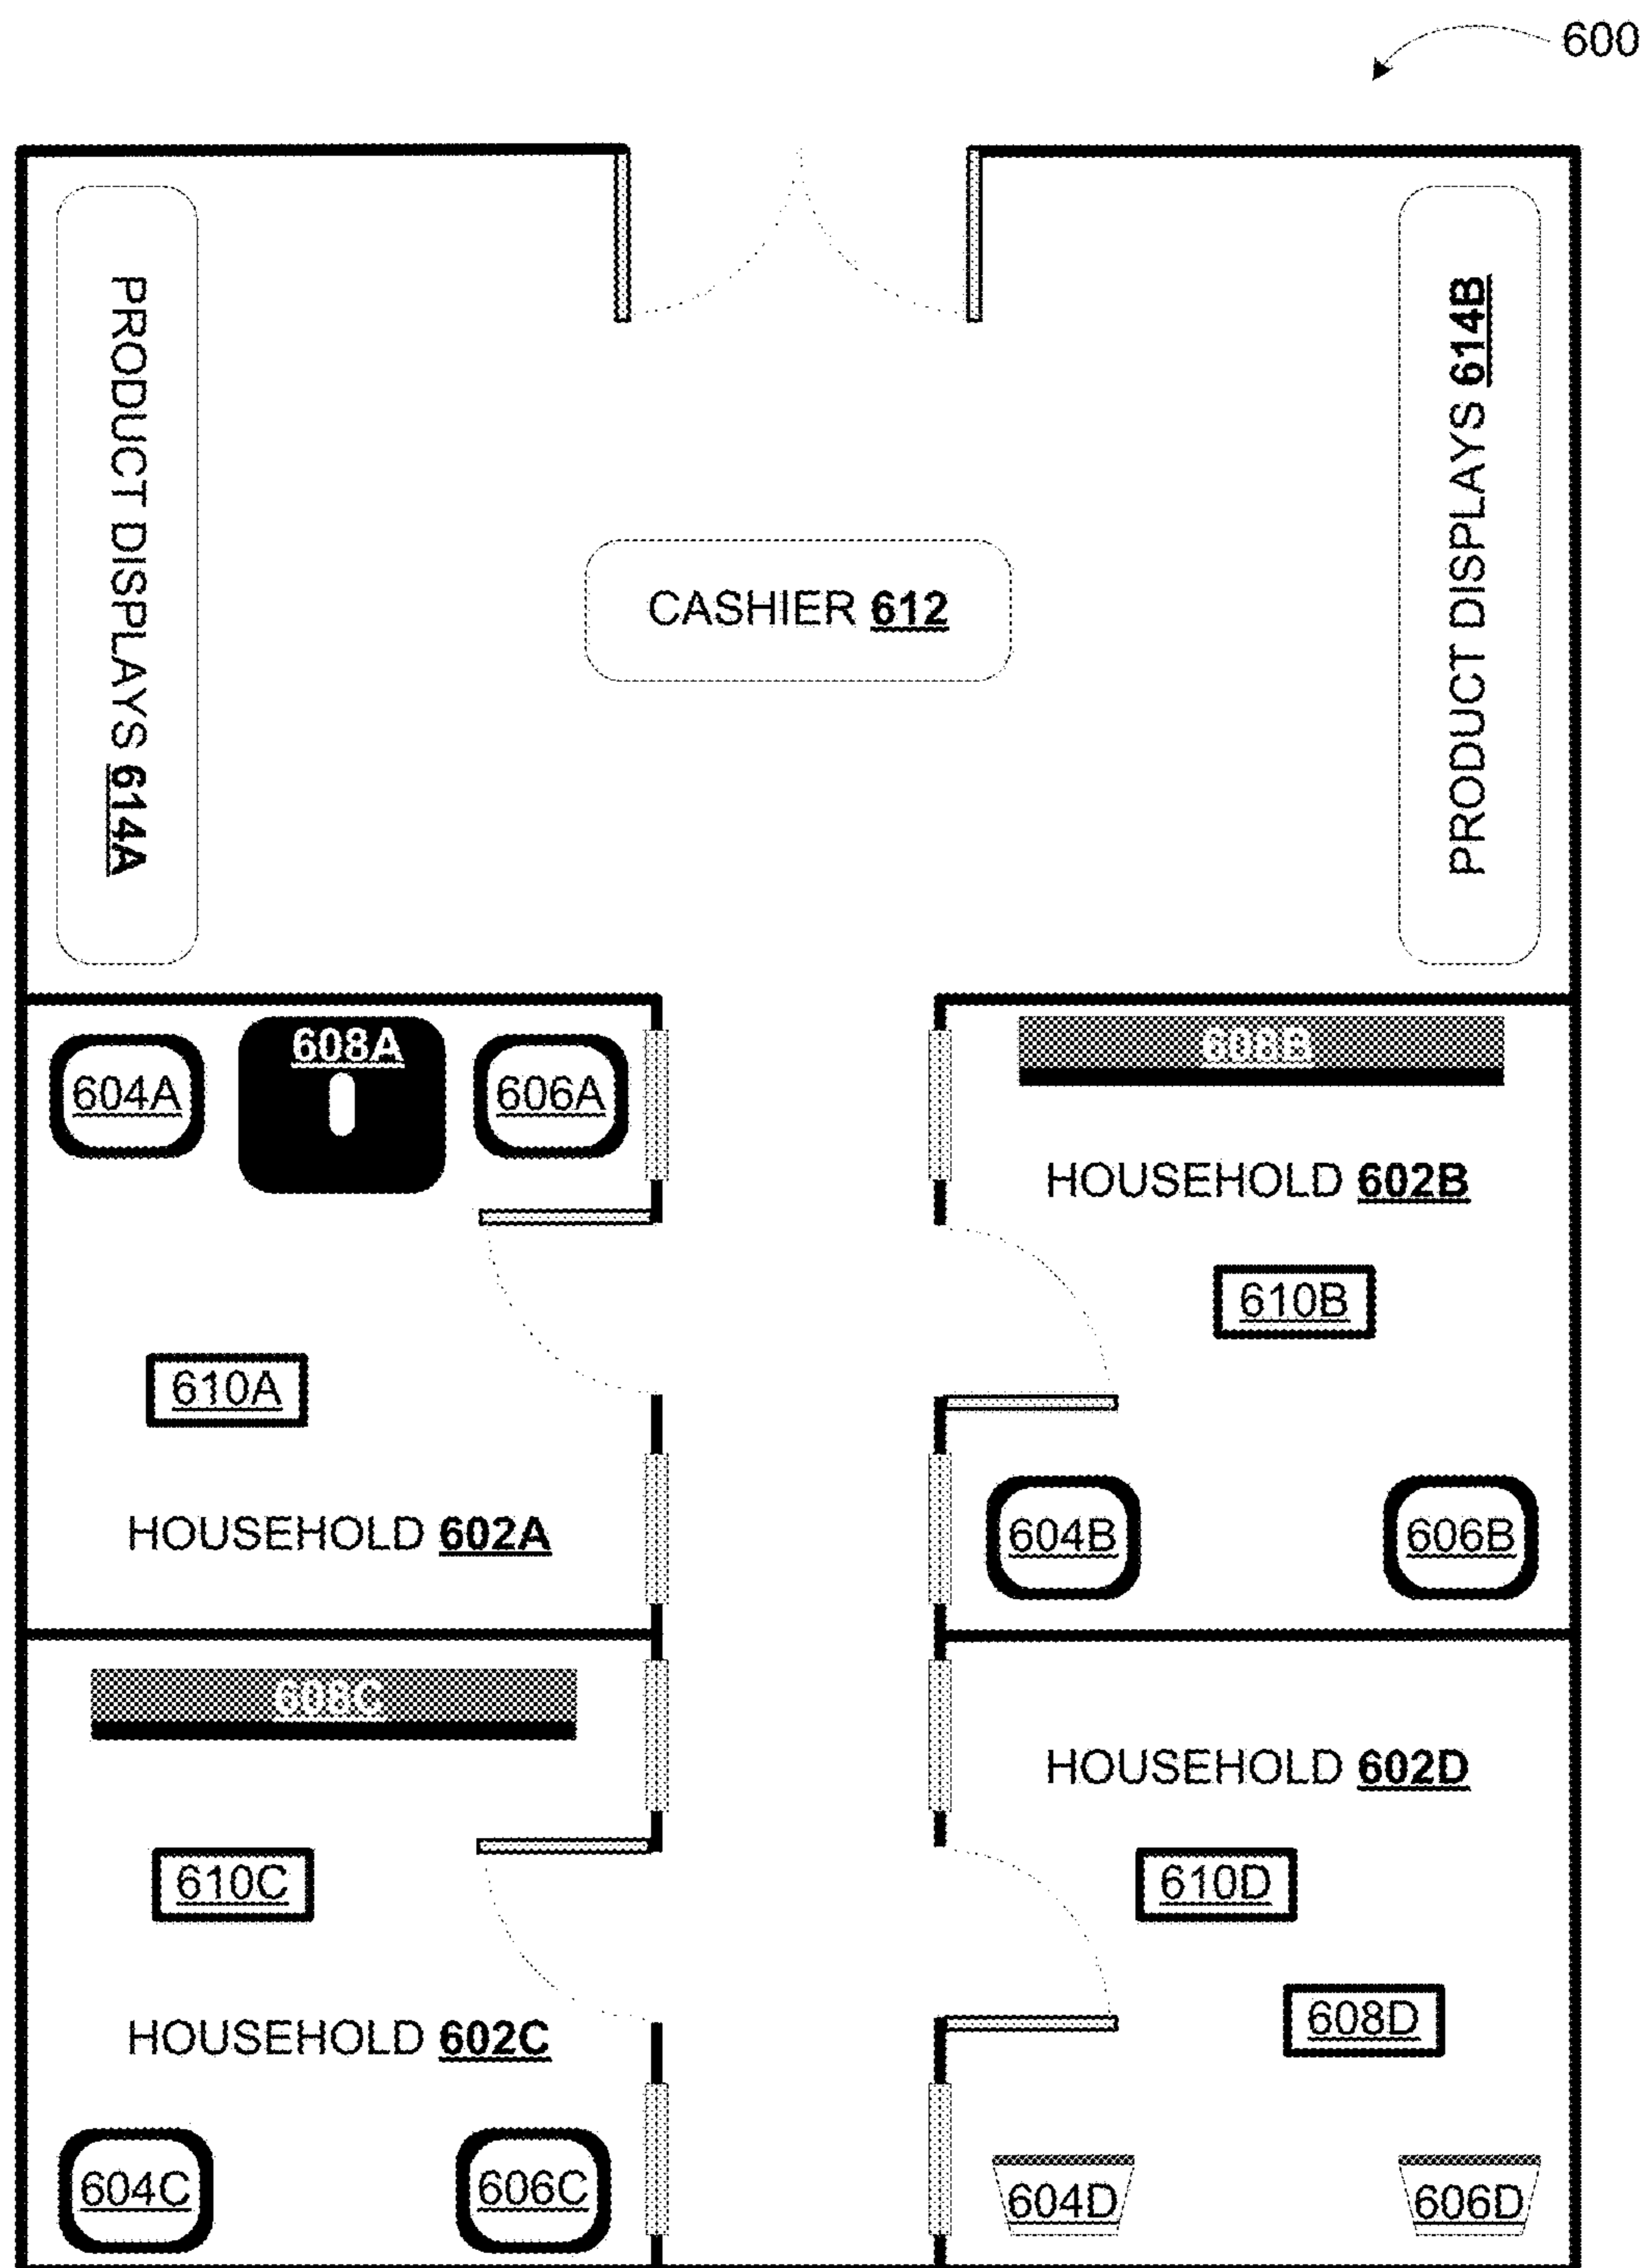 600
PRODUCT DISPLAYS 614A
PRODUCT DISPLAYS 614B
CASHIER 612
604A
608A
606A
608B
HOUSEHOLD 602B
610B
610A
HOUSEHOLD 602A
604B
606B
608C
HOUSEHOLD 602D
610C
610D
HOUSEHOLD 602C
608D
604C
606C
604D
606D